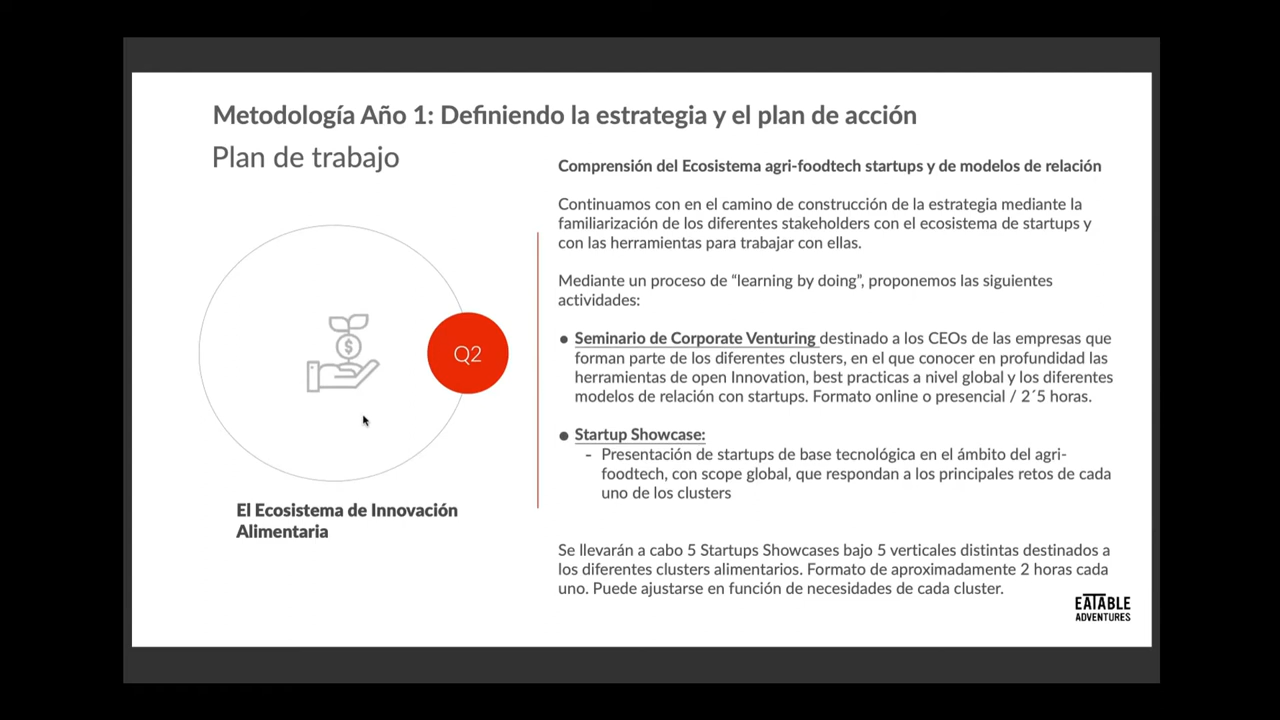 Metodología Año 1: Definiendo la estrategia y el plan de acción
Plan de trabajo
$
Q2
El Ecosistema de Innovación
Alimentaria
Comprensión del Ecosistema agri-foodtech startups y de modelos de relación
Continuamos con en el camino de construcción de la estrategia mediante la
familiarización de los diferentes stakeholders con el ecosistema de startups y
con las herramientas para trabajar con ellas.
Mediante un proceso de “learning by doing”, proponemos las siguientes
actividades:
● Seminario de Corporate Venturing destinado a los CEOs de las empresas que
forman parte de los diferentes clusters, en el que conocer en profundidad las
herramientas de open Innovation, best practicas a nivel global y los diferentes
modelos de relación con startups. Formato online o presencial / 2´5 horas.
● Startup Showcase:
- Presentación de startups de base tecnológica en el ámbito del agri-
foodtech, con scope global, que respondan a los principales retos de cada
uno de los clusters
Se llevarán a cabo 5 Startups Showcases bajo 5 verticales distintas destinados a
los diferentes clusters alimentarios. Formato de aproximadamente 2 horas cada
uno. Puede ajustarse en función de necesidades de cada cluster.
EATABLE
ADVENTURES